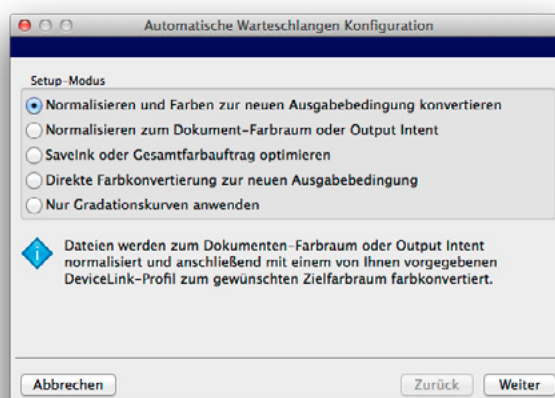 Automatische Warteschlangen Konfiguration
Setup-Modus
Normalisieren und Farben zur neuen Ausgabebedingung konvertieren
Normalisieren zum Dokument-Farbraum oder Output Intent
SaveInk oder Gesamtfarbauftrag optimieren
Direkte Farbkonvertierung zur neuen Ausgabebedingung
Nur Gradationskurven anwenden
Dateien werden zum Dokumenten-Farbraum oder Output Intent
normalisiert und anschließend mit einem von Ihnen vorgegebenen
DeviceLink-Profil zum gewünschten Zielfarbraum farbkonvertiert.
Abbrechen Zurück Weiter